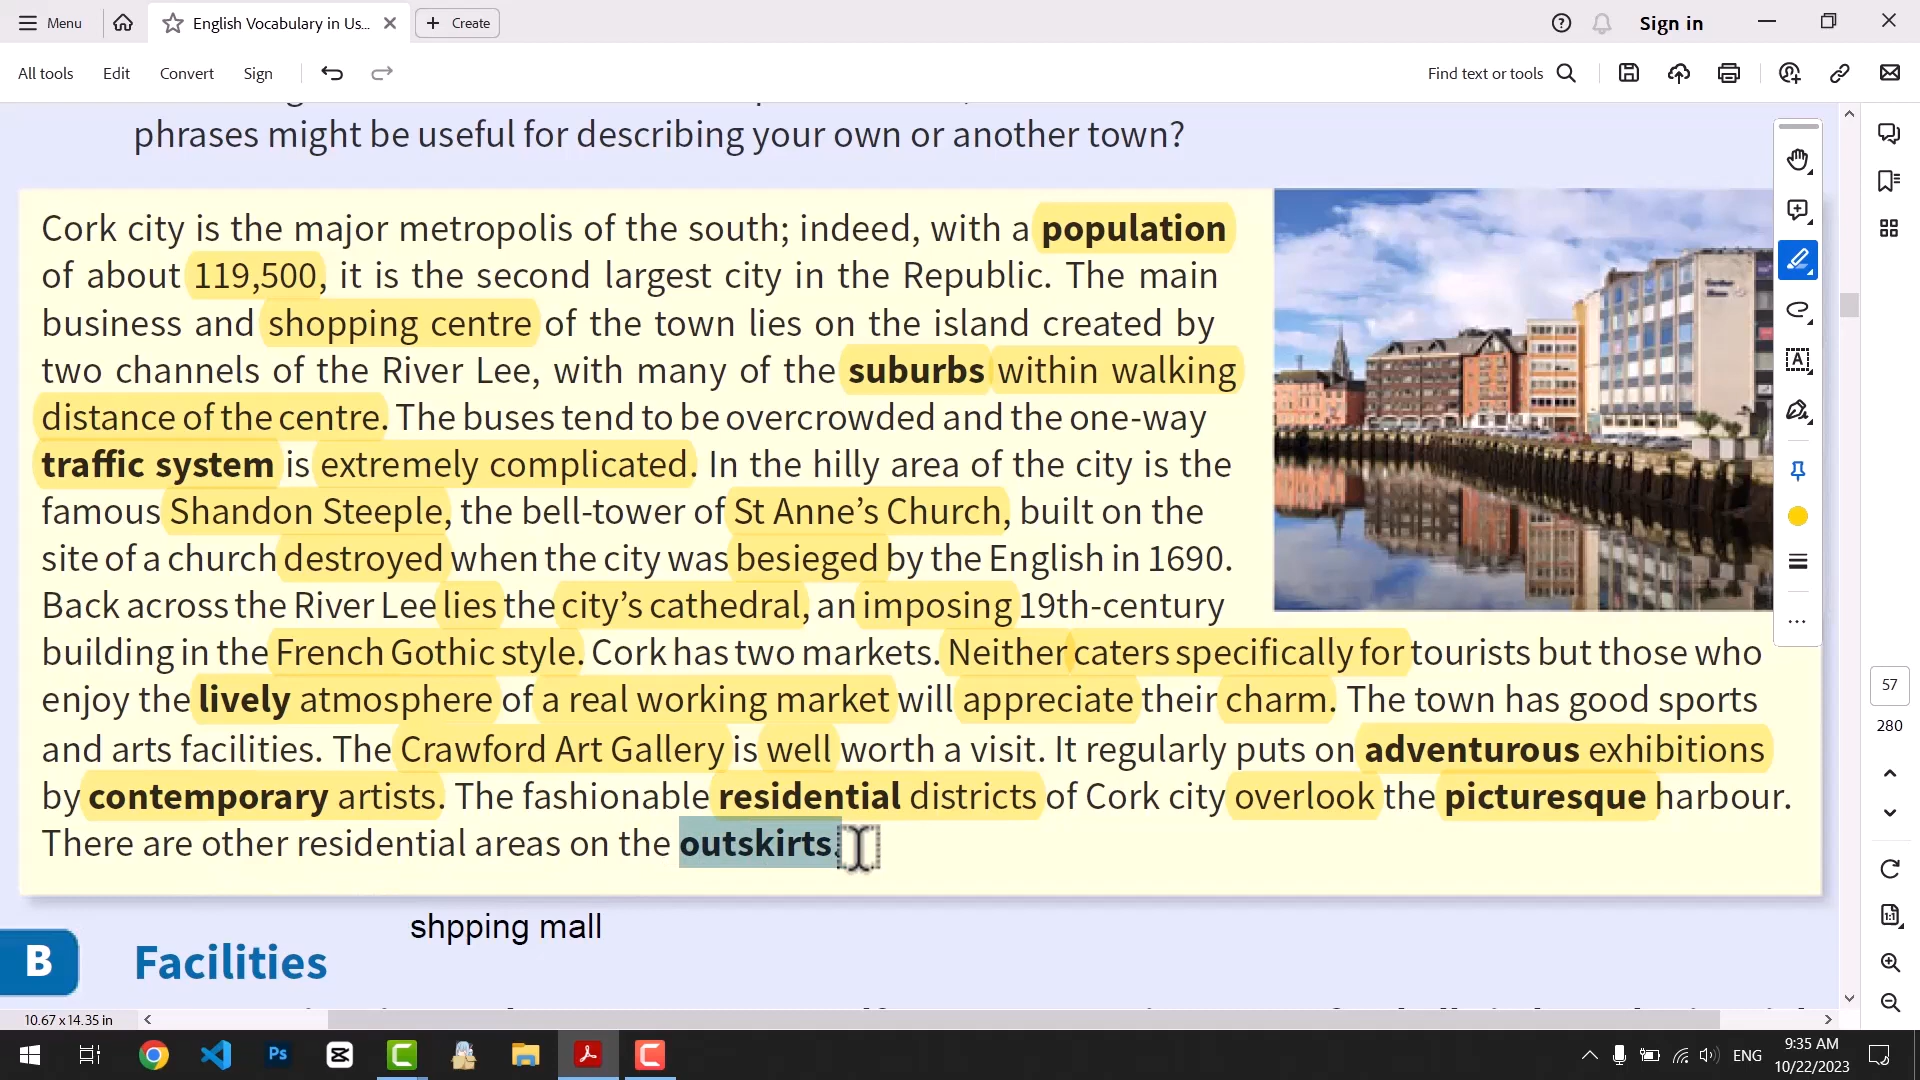 Menu
English Vocabulary in Us...
Create
Sign in
All tools
Edit
Convert
Sign
Find text or tools
phrases might be useful for describing your own or another town?
Cork city is the major metropolis of the south; indeed, with a population
of about 119,500, it is the second largest city in the Republic. The main
business and shopping centre of the town lies on the island created by
two channels of the River Lee, with many of the suburbs within walking
distance of the centre. The buses tend to be overcrowded and the one-way
traffic system is extremely complicated. In the hilly area of the city is the
famous Shandon Steeple, the bell-tower of St Anne's Church, built on the
site of a church destroyed when the city was besieged by the English in 1690.
Back across the River Lee lies the city's cathedral, an imposing 19th-century
building in the French Gothic style. Cork has two markets. Neither caters specifically for tourists but those who
enjoy the lively atmosphere of a real working market will appreciate their charm. The town has good sports
and arts facilities. The Crawford Art Gallery is well worth a visit. It regularly puts on adventurous exhibitions
by contemporary artists. The fashionable residential districts of Cork city overlook the picturesque harbour.
There are other residential areas on the outskirts.
shpping mall
B Facilities
57
280
10.67 x 14.35 in
Ps
ENG
9:35 AM
10/22/2023